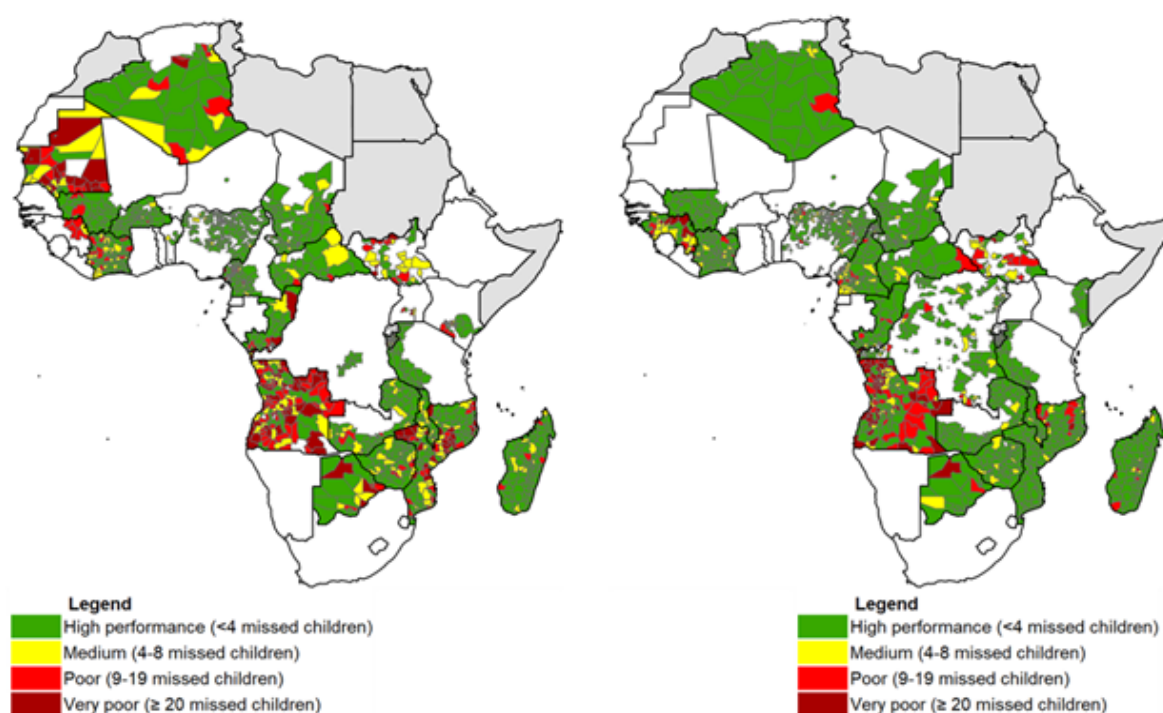 Legend
High performance (<4 missed children)
Medium (4-8 missed children)
Poor (9-19 missed children)
Very poor (≥ 20 missed children)
Legend
High performance (<4 missed children)
Medium (4-8 missed children)
Poor (9-19 missed children)
Very poor (≥ 20 missed children)